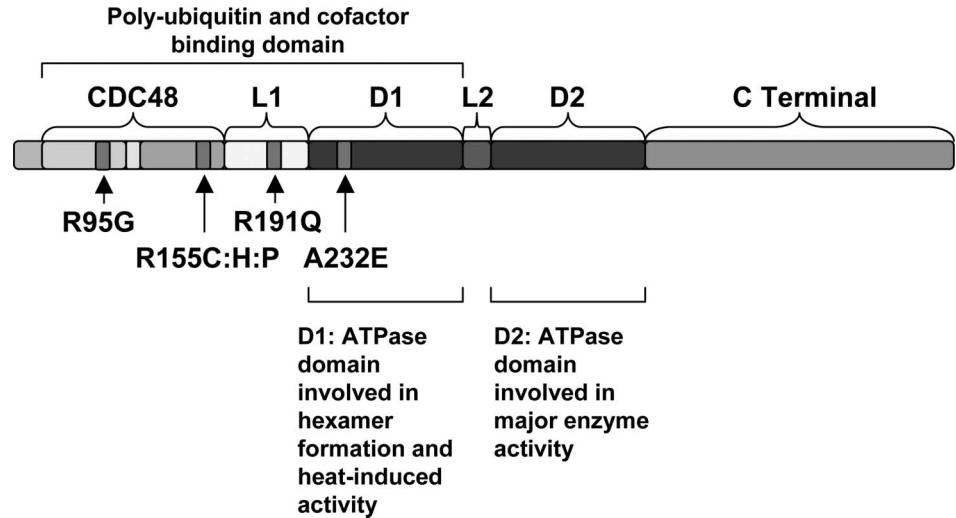 Poly-ubiquitin and cofactor
binding domain
CDC48
L1
D1
L2
D2
C Terminal
R95G
R191Q
R155C:H:P
A232E
D1: ATPase
domain
involved in
hexamer
formation and
heat-induced
activity
D2: ATPase
domain
involved in
major enzyme
activity